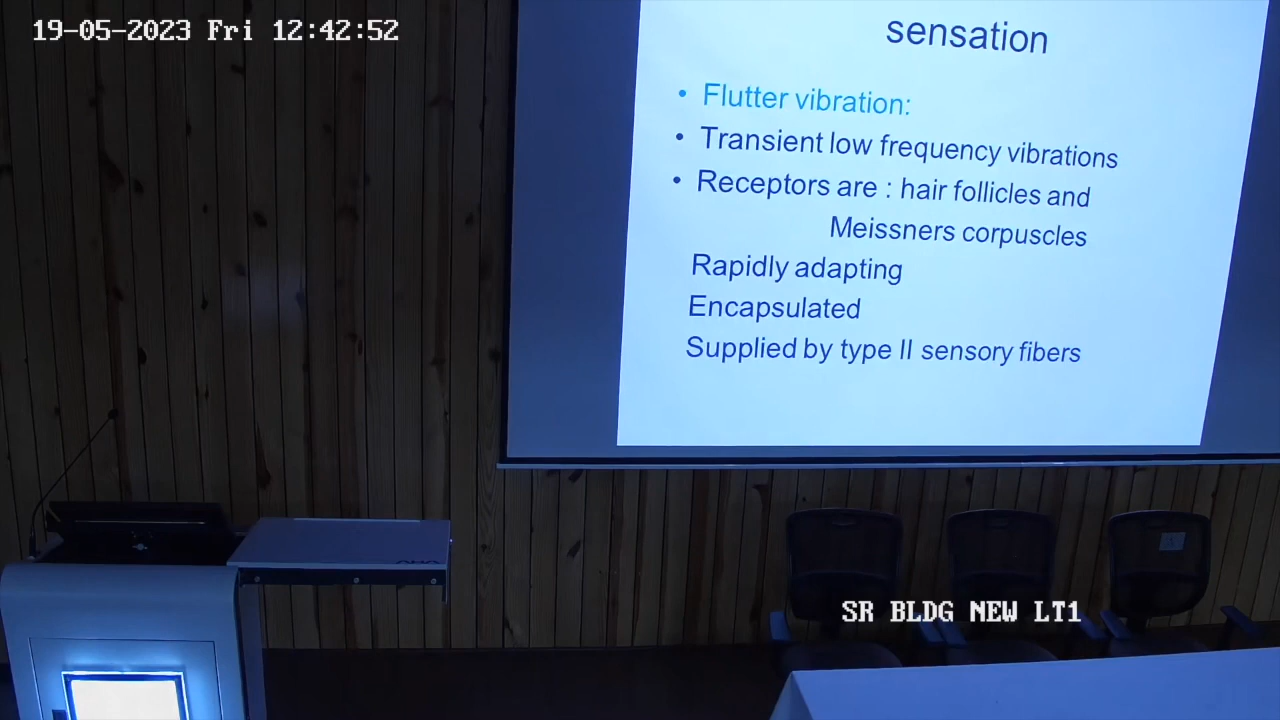 19-05-2023 Fri 12:42:52
sensation
• Flutter vibration:
• Transient low frequency vibrations
• Receptors are : hair follicles and
Meissners corpuscles
Rapidly adapting
Encapsulated
Supplied by type II sensory fibers
SR BLDG NEW LT1